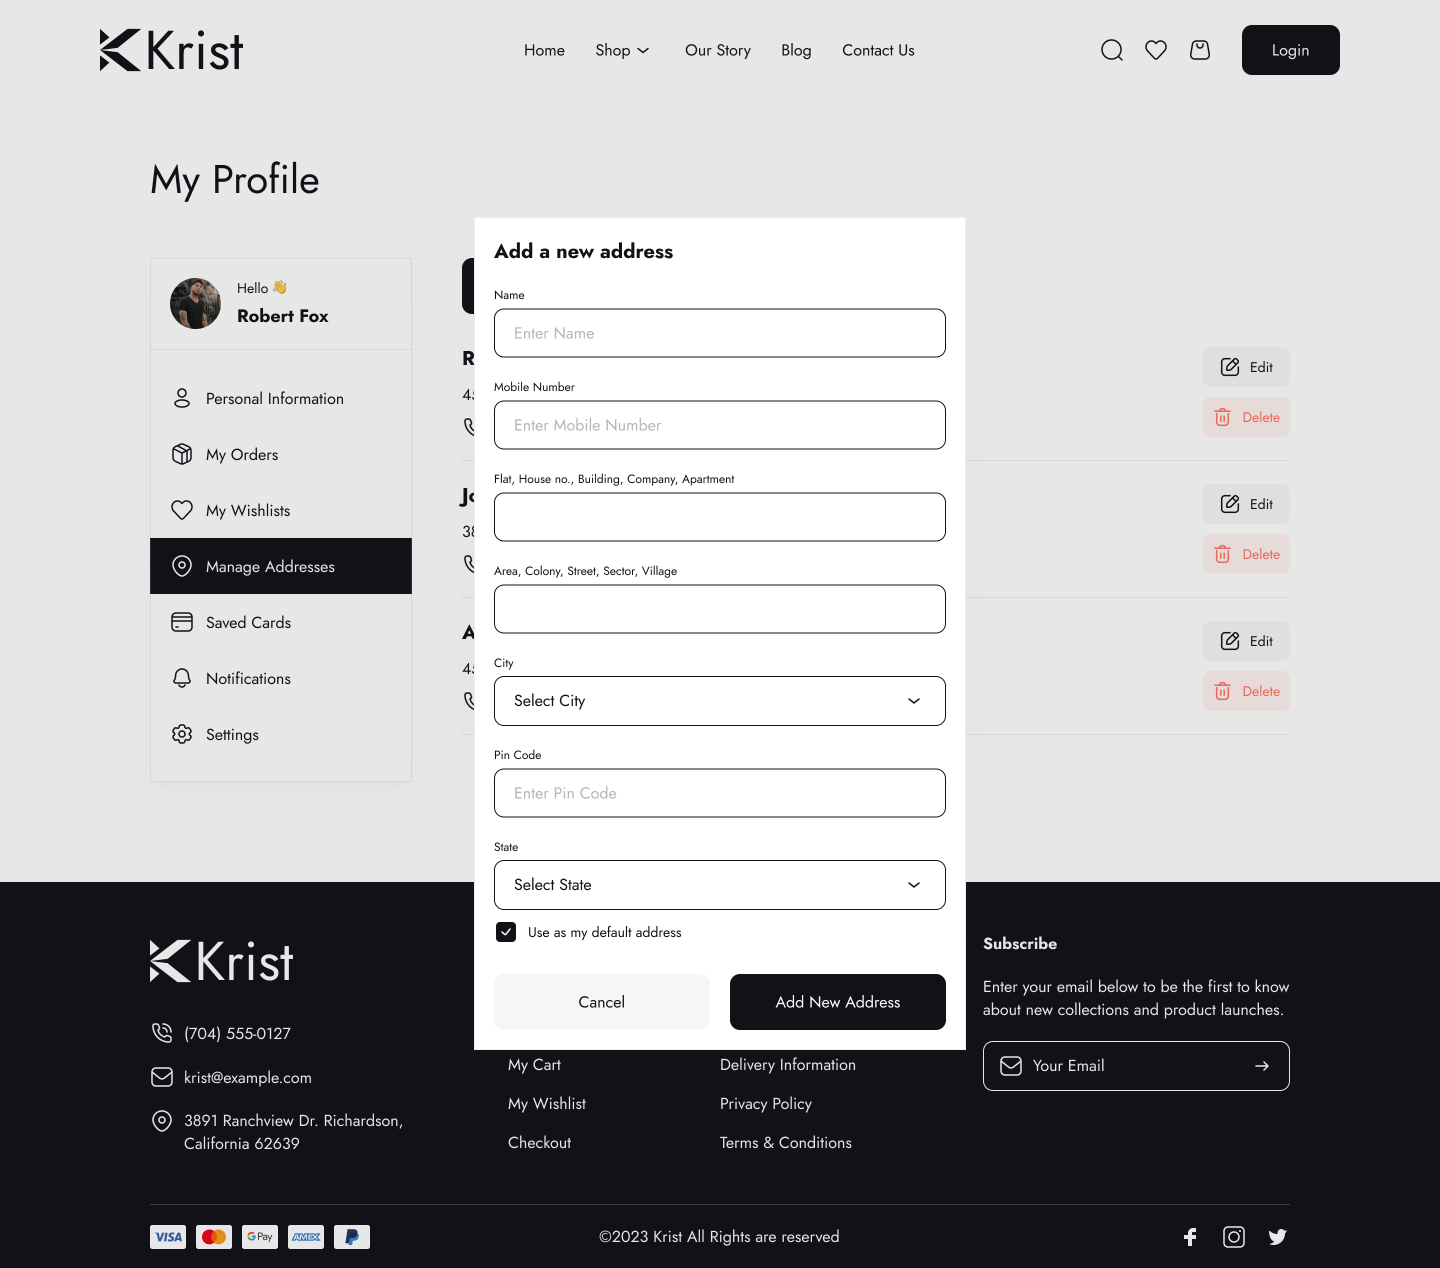 Krist
Home
Shop
Our Story
Blog
Contact Us
Login
My Profile
Hello 👋
Robert Fox
Personal Information
My Orders
My Wishlists
Manage Addresses
Saved Cards
Notifications
Settings
Add a new address
Name
Enter Name
Mobile Number
Enter Mobile Number
Flat, House no., Building, Company, Apartment
Area, Colony, Street, Sector, Village
City
Select City
Pin Code
Enter Pin Code
State
Select State
Use as my default address
Cancel
Add New Address
Edit
Delete
Edit
Delete
Edit
Delete
Krist
(704) 555-0127
krist@example.com
3891 Ranchview Dr. Richardson,
California 62639
My Cart
My Wishlist
Checkout
Delivery Information
Privacy Policy
Terms & Conditions
Subscribe
Enter your email below to be the first to know
about new collections and product launches.
Your Email
VISA
G Pay
AMEX
©2023 Krist All Rights are reserved